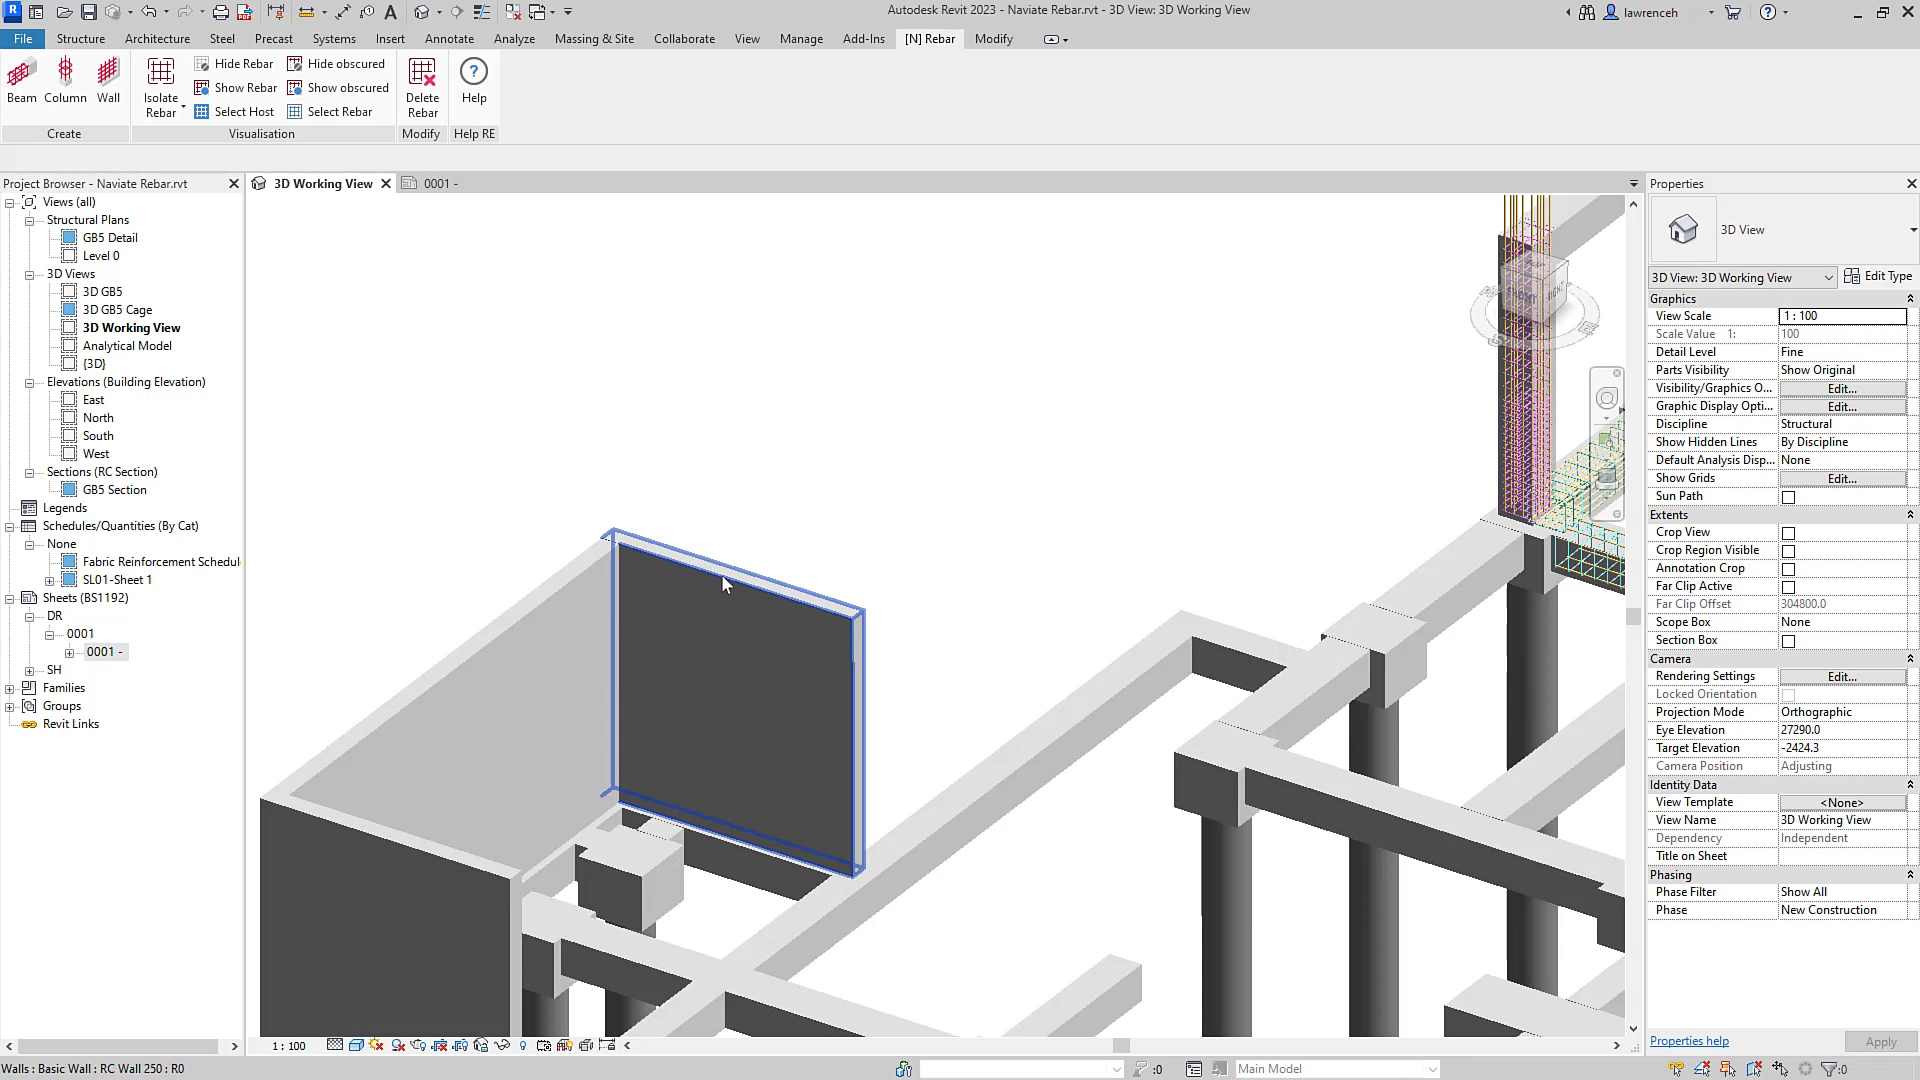 Autodesk Revit 2023 - Naviate Rebar.rvt - 3D View: 3D Working View
lawrenceh
File
Structure
Architecture
Steel
Precast
Systems
Insert
Annotate
Analyze
Massing & Site
Collaborate
View
Manage
Add-Ins
[N] Rebar
Modify
Beam
Column
Wall
Isolate
Rebar
Hide Rebar
Show Rebar
Select Host
Hide obscured
Show obscured
Select Rebar
Delete
Rebar
Help
Create
Visualisation
Modify
Help RE
Project Browser - Naviate Rebar.rvt
Views (all)
Structural Plans
GB5 Detail
Level 0
3D Views
3D GB5
3D GB5 Cage
3D Working View
Analytical Model
{3D}
Elevations (Building Elevation)
East
North
South
West
Sections (RC Section)
GB5 Section
Legends
Schedules/Quantities (By Cat)
None
Fabric Reinforcement Schedul
SL01-Sheet 1
Sheets (BS1192)
DR
0001
0001 -
SH
Families
Groups
Revit Links
3D Working View
0001 -
FRONT
RIGHT
1 : 100
Properties
3D View
3D View: 3D Working View
Edit Type
Graphics
View Scale 1 : 100
Scale Value 1: 100
Detail Level Fine
Parts Visibility Show Original
Visibility/Graphics O... Edit...
Graphic Display Opti... Edit...
Discipline Structural
Show Hidden Lines By Discipline
Default Analysis Disp... None
Show Grids Edit...
Sun Path
Extents
Crop View
Crop Region Visible
Annotation Crop
Far Clip Active
Far Clip Offset 304800.0
Scope Box None
Section Box
Camera
Rendering Settings Edit...
Locked Orientation
Projection Mode Orthographic
Eye Elevation 27290.0
Target Elevation -2424.3
Camera Position Adjusting
Identity Data
View Template <None>
View Name 3D Working View
Dependency Independent
Title on Sheet
Phasing
Phase Filter Show All
Phase New Construction
Properties help
Apply
Walls : Basic Wall : RC Wall 250 : R0
:0
Main Model
:0